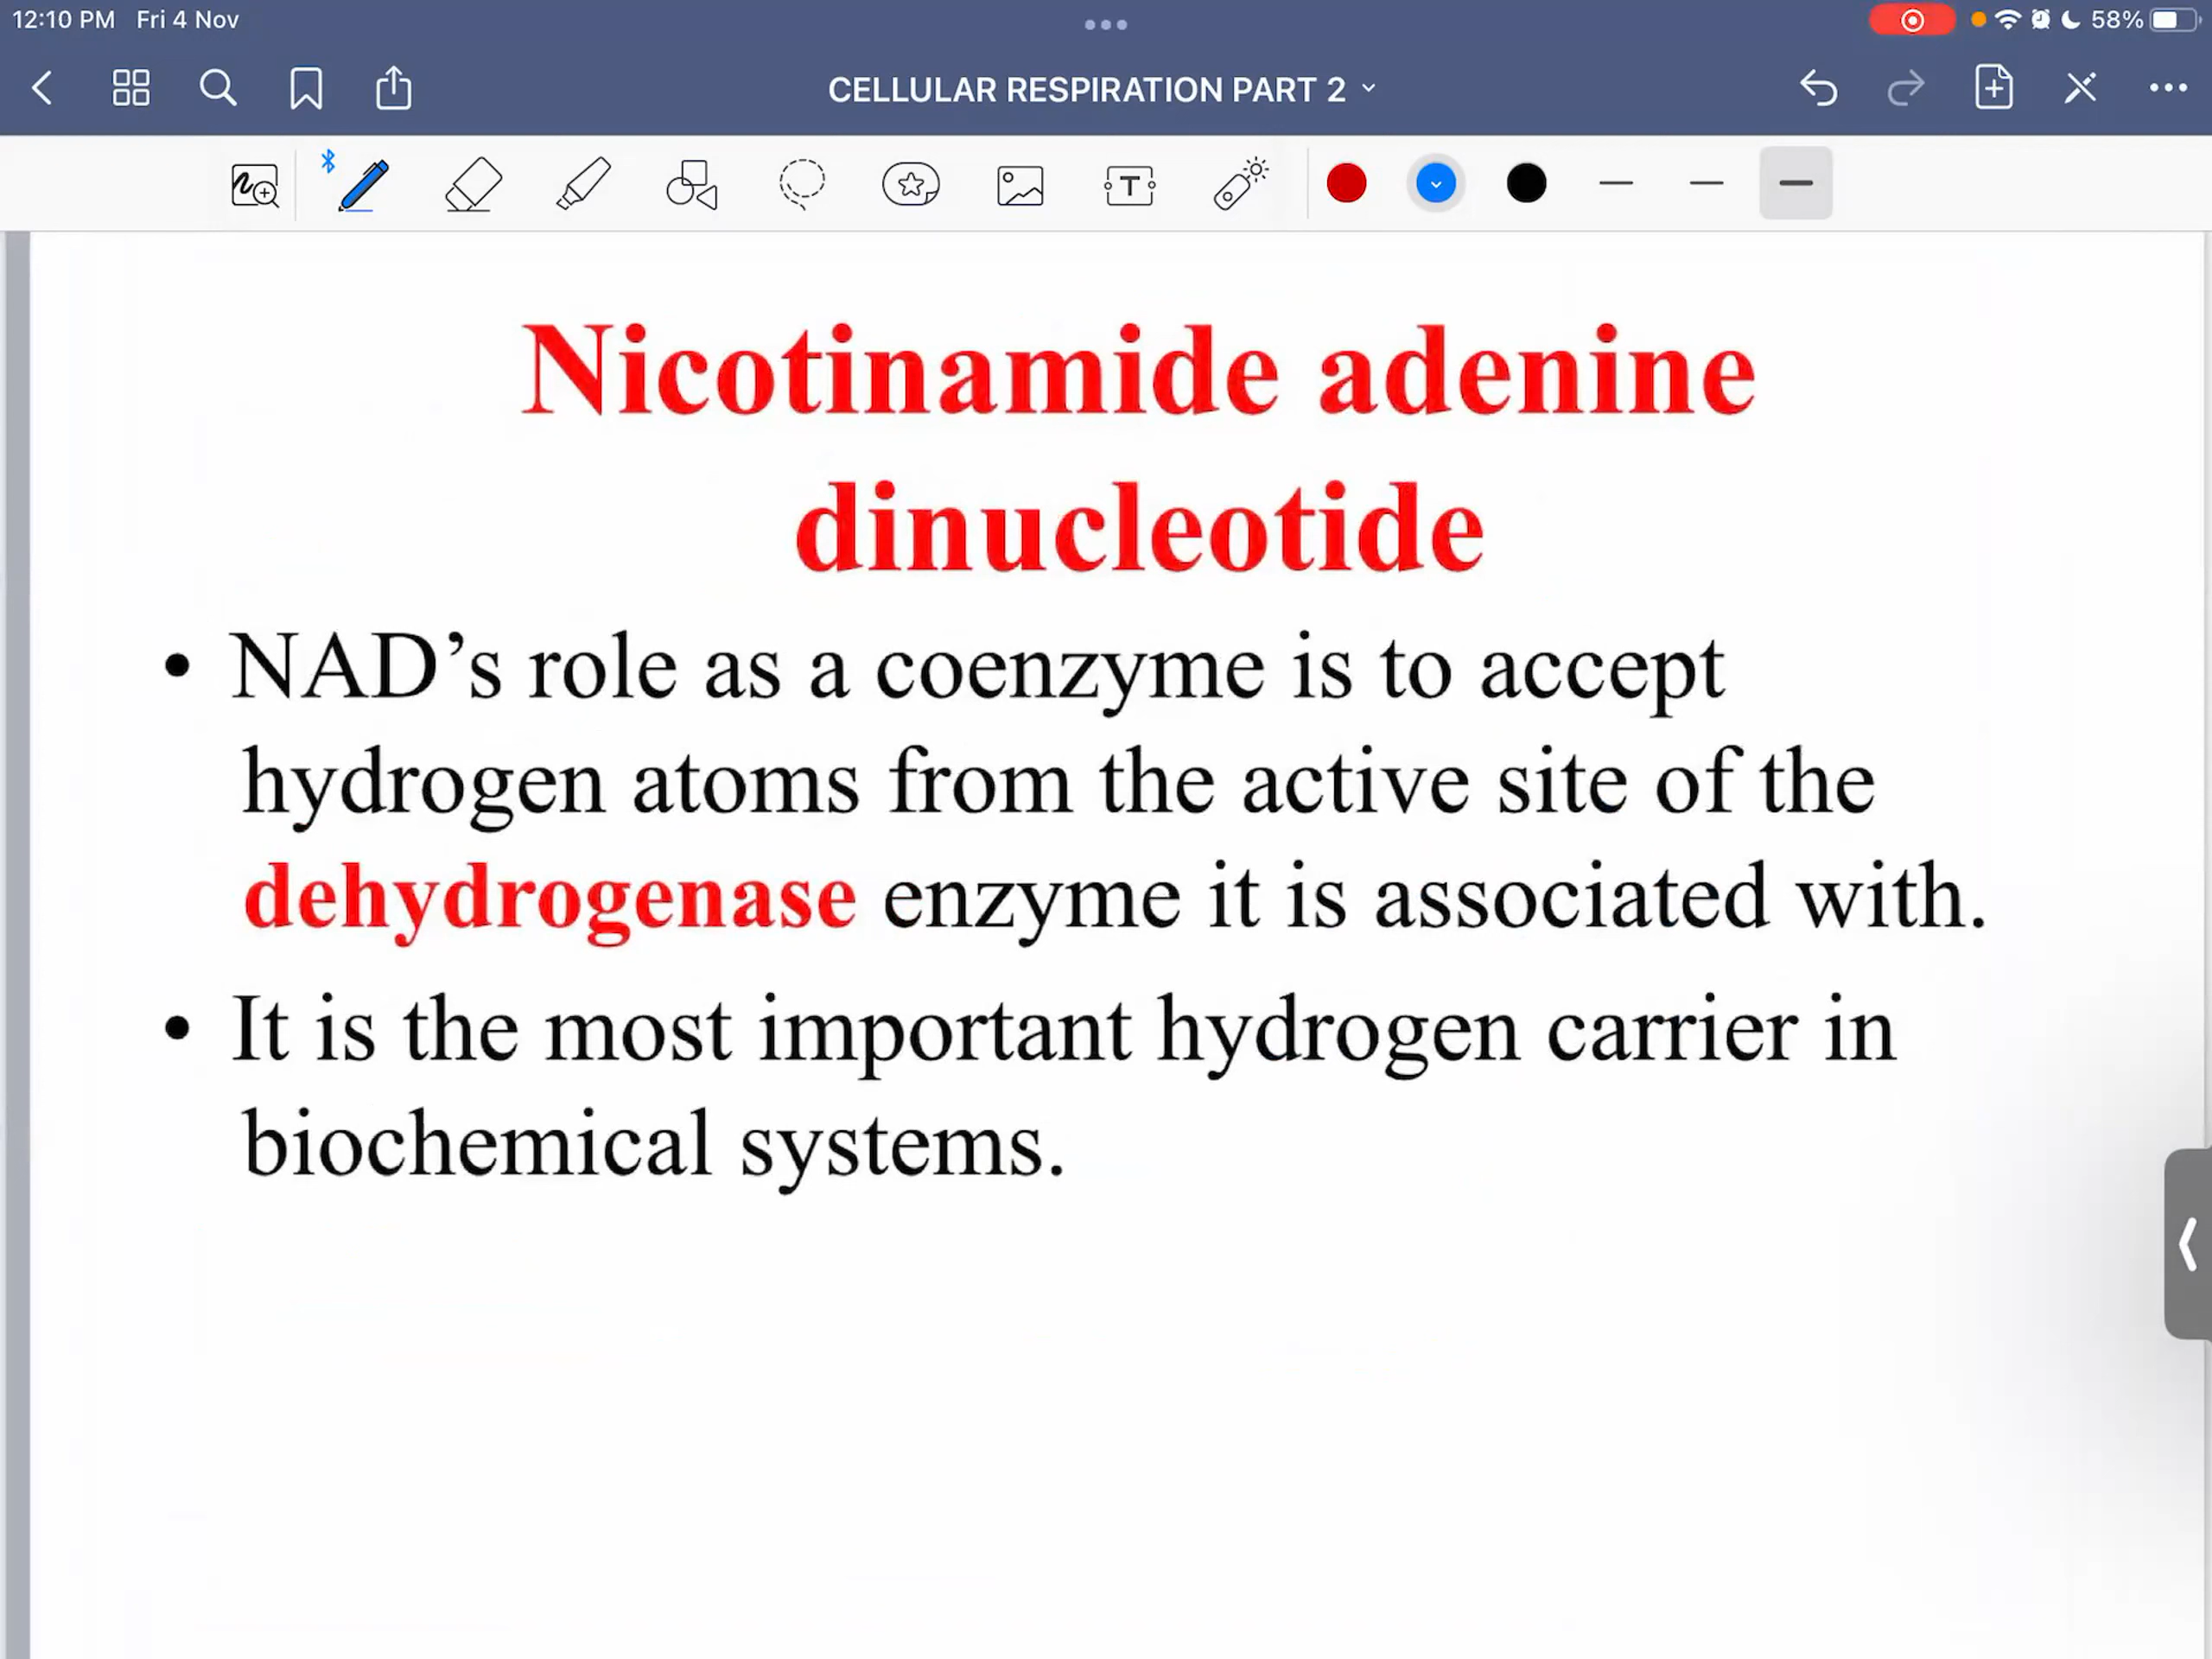 12:10 PM Fri 4 Nov
58%
CELLULAR RESPIRATION PART 2
T
Nicotinamide adenine
dinucleotide
• NAD’s role as a coenzyme is to accept
hydrogen atoms from the active site of the
dehydrogenase enzyme it is associated with.
• It is the most important hydrogen carrier in
biochemical systems.